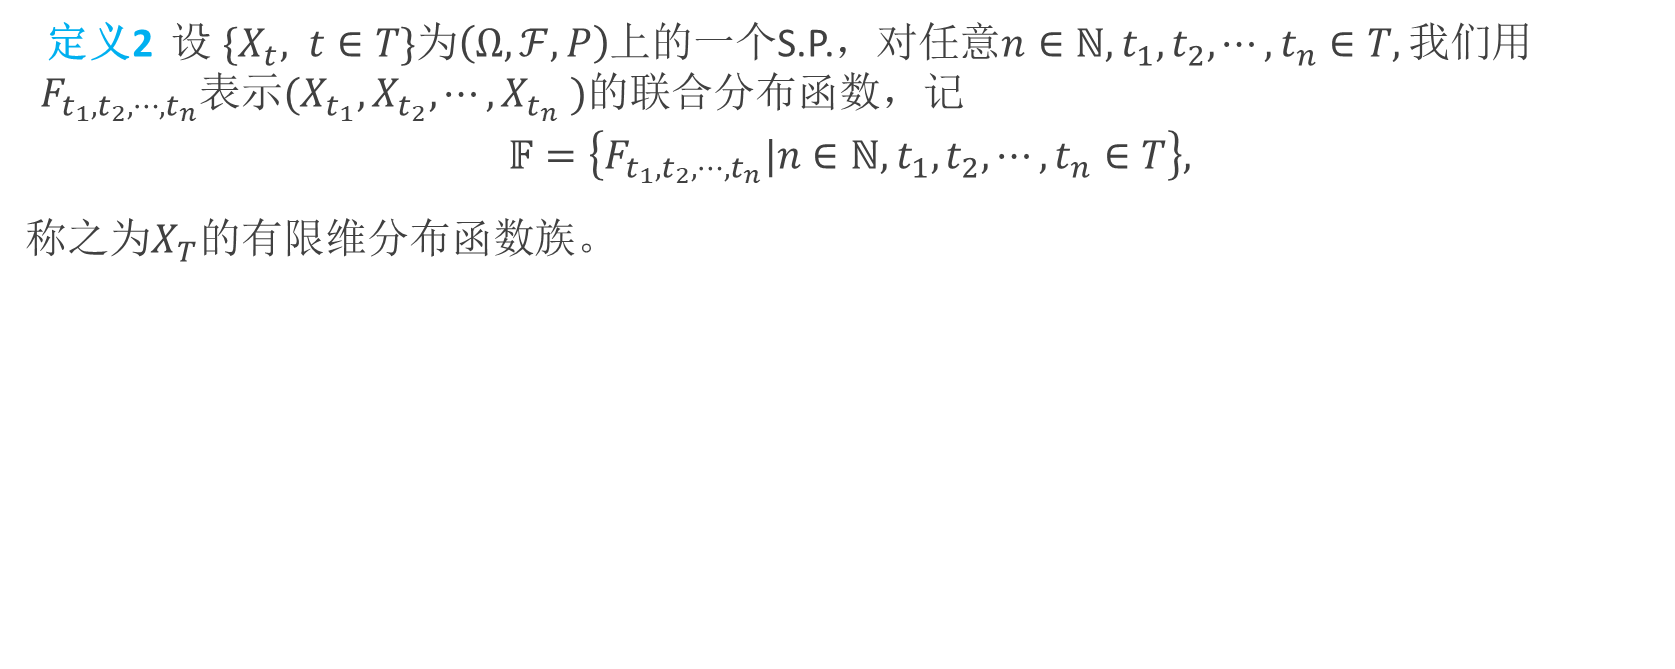 定义2 设 {X_t, t ∈ T}为(Ω, ℱ, P)上的一个S.P.，对任意n ∈ ℕ, t_1, t_2, ⋯, t_n ∈ T, 我们用
F_{t_1,t_2,⋯,t_n}表示(X_{t_1}, X_{t_2}, ⋯, X_{t_n} )的联合分布函数，记
𝔽 = {F_{t_1,t_2,⋯,t_n}|n ∈ ℕ, t_1, t_2, ⋯, t_n ∈ T},
称之为X_T的有限维分布函数族。